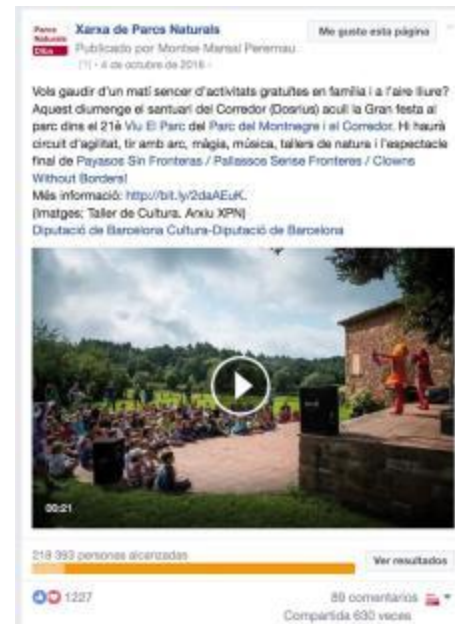 Parcs
Naturals
Diba
Xarxa de Parcs Naturals
Me gusta esta página
Publicado por Montse Marsal Perernau
[?] · 4 de octubre de 2016 ·
Vols gaudir d'un matí sencer d'activitats gratuïtes en família i a l'aire lliure?
Aquest diumenge el santuari del Corredor (Dosrius) acull la Gran festa al
parc dins el 21è Viu El Parc del Parc del Montnegre i el Corredor. Hi haurà
circuit d'agilitat, tir amb arc, màgia, música, tallers de natura i l'espectacle
final de Payasos Sin Fronteras / Pallassos Sense Fronteres / Clowns
Without Borders!
Més informació: http://bit.ly/2daAEuK.
(Imatges: Taller de Cultura. Arxiu XPN)
Diputació de Barcelona Cultura-Diputació de Barcelona
00:21
218 393 personas alcanzadas
Ver resultados
1227
89 comentarios
Compartida 630 veces